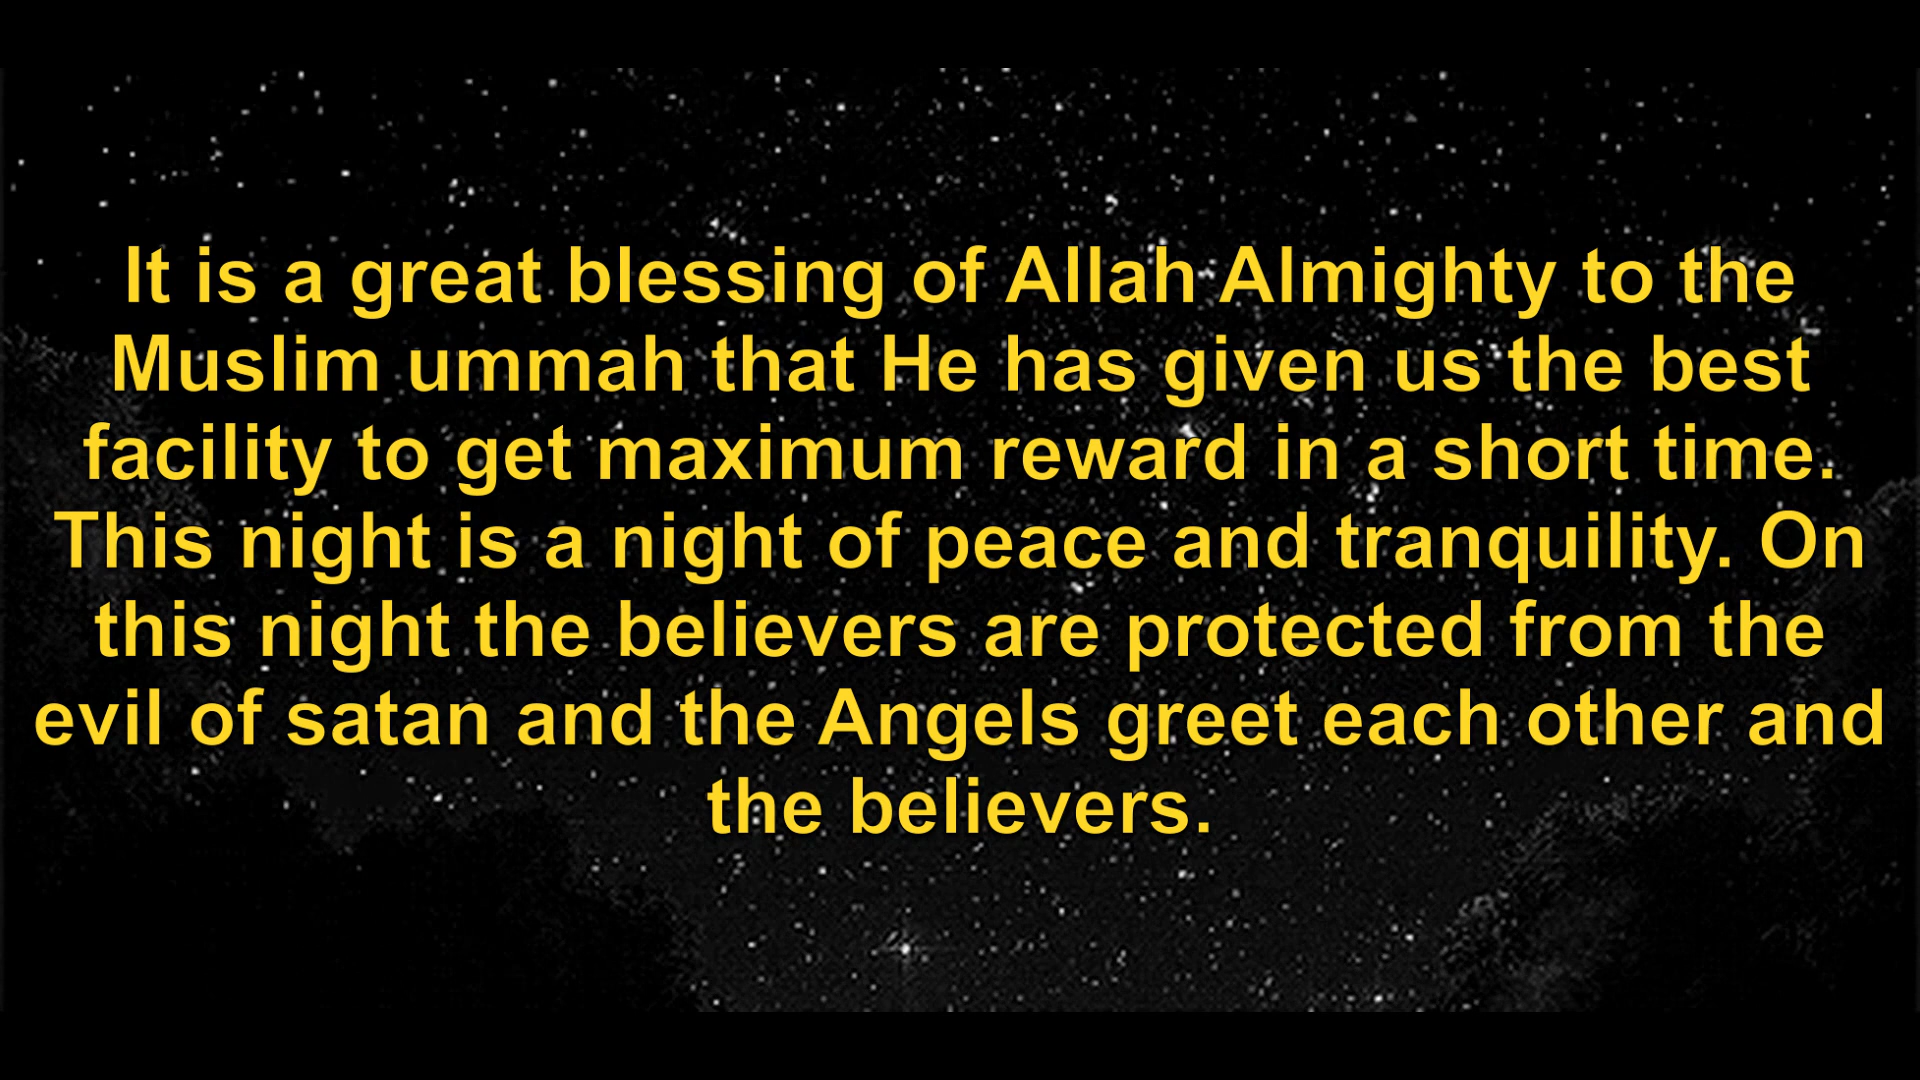 It is a great blessing of Allah Almighty to the
Muslim ummah that He has given us the best
facility to get maximum reward in a short time.
This night is a night of peace and tranquility. On
this night the believers are protected from the
evil of satan and the Angels greet each other and
the believers.